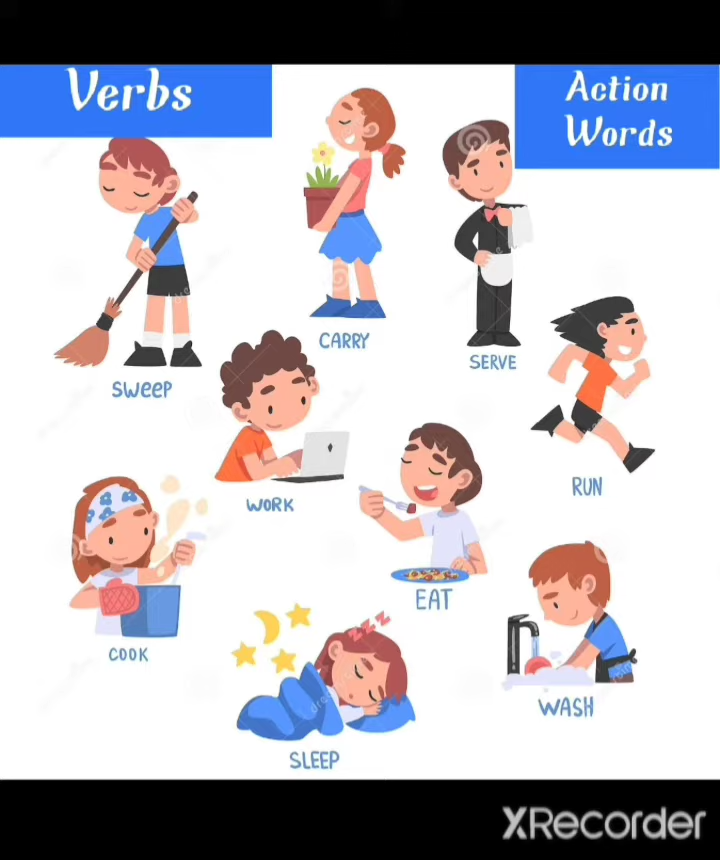 Verbs
Action
Words
CARRY
SERVE
SWEEP
RUN
WORK
EAT
COOK
WASH
SLEEP
XRecorder